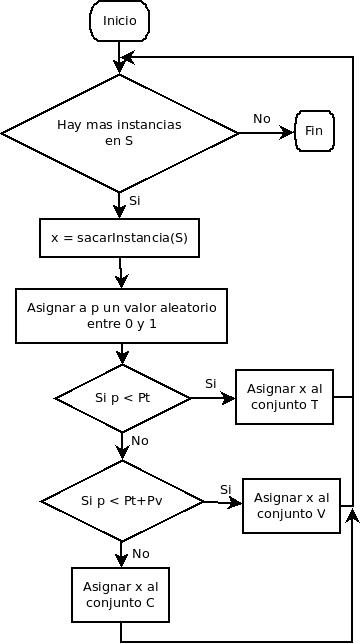 Inicio
Hay mas instancias
en S
No
Fin
Si
x = sacarInstancia(S)
Asignar a p un valor aleatorio
entre 0 y 1
Si p < Pt
Si
Asignar x al
conjunto T
No
Si p < Pt+Pv
Si
Asignar x al
conjunto V
No
Asignar x al
conjunto C